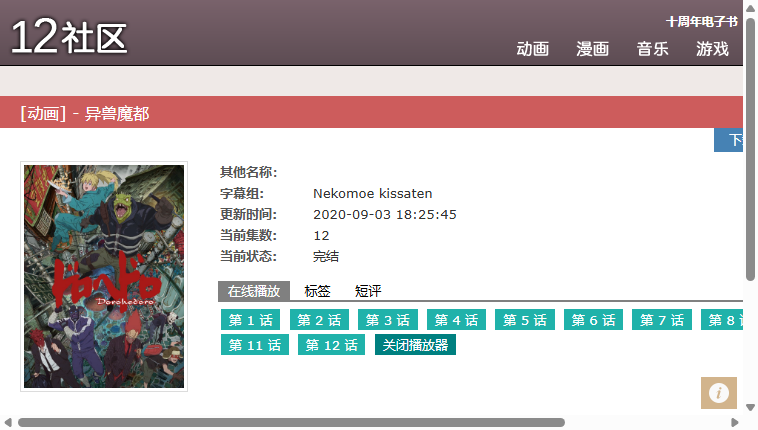 12社区
十周年电子书
动画 漫画 音乐 游戏
[动画] - 异兽魔都
下
其他名称:
字幕组: Nekomoe kissaten
更新时间: 2020-09-03 18:25:45
当前集数: 12
当前状态: 完结
ドロヘドロ
Dorohedoro
在线播放 标签 短评
第 1 话 第 2 话 第 3 话 第 4 话 第 5 话 第 6 话 第 7 话 第 8
第 11 话 第 12 话 关闭播放器
i